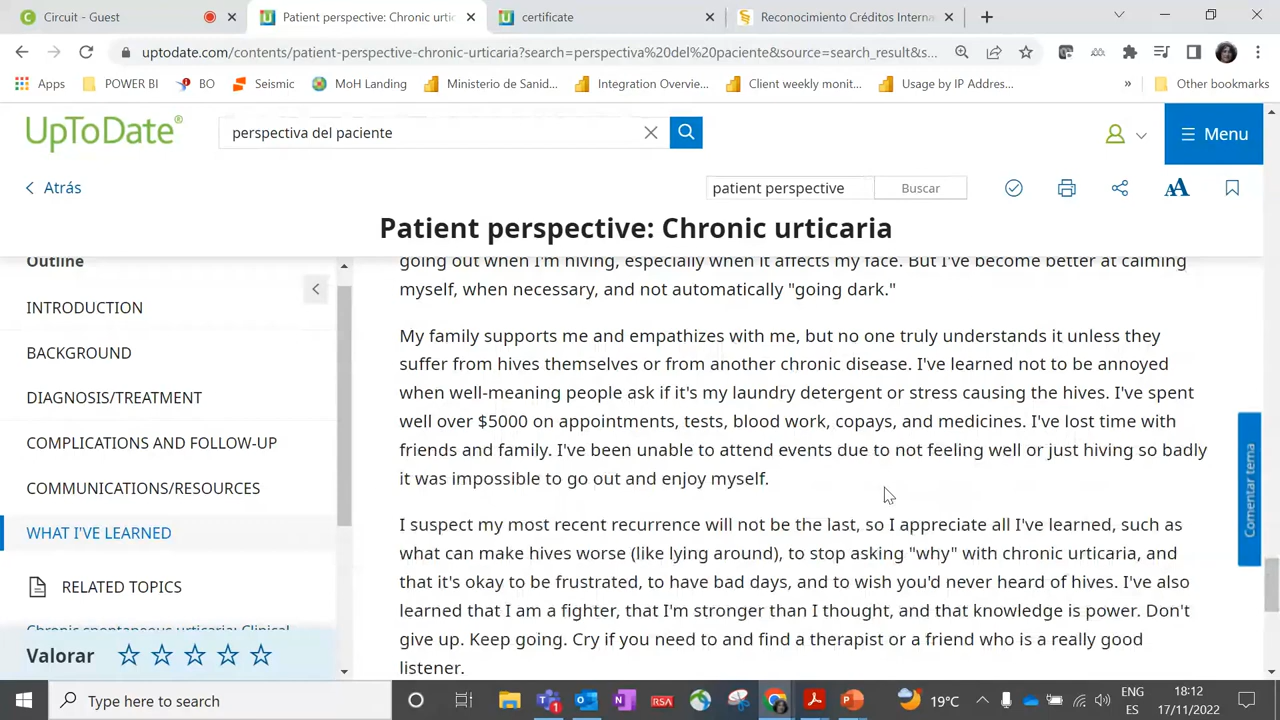 Circuit - Guest
Patient perspective: Chronic urtic
certificate
Reconocimiento Créditos Interna
uptodate.com/contents/patient-perspective-chronic-urticaria?search=perspectiva%20del%20paciente&source=search_result&s...
Apps
POWER BI
BO
Seismic
MoH Landing
Ministerio de Sanid...
Integration Overvie...
Client weekly monit...
Usage by IP Addres...
»
Other bookmarks
UpToDate®
perspectiva del paciente
Menu
Atrás
patient perspective
Buscar
AA
Patient perspective: Chronic urticaria
Outline
INTRODUCTION
BACKGROUND
DIAGNOSIS/TREATMENT
COMPLICATIONS AND FOLLOW-UP
COMMUNICATIONS/RESOURCES
WHAT I'VE LEARNED
RELATED TOPICS
Chronic spontaneous urticaria: Clinical
Valorar
going out when I'm hiving, especially when it affects my face. But I've become better at calming
myself, when necessary, and not automatically "going dark."
My family supports me and empathizes with me, but no one truly understands it unless they
suffer from hives themselves or from another chronic disease. I've learned not to be annoyed
when well-meaning people ask if it's my laundry detergent or stress causing the hives. I've spent
well over $5000 on appointments, tests, blood work, copays, and medicines. I've lost time with
friends and family. I've been unable to attend events due to not feeling well or just hiving so badly
it was impossible to go out and enjoy myself.
I suspect my most recent recurrence will not be the last, so I appreciate all I've learned, such as
what can make hives worse (like lying around), to stop asking "why" with chronic urticaria, and
that it's okay to be frustrated, to have bad days, and to wish you'd never heard of hives. I've also
learned that I am a fighter, that I'm stronger than I thought, and that knowledge is power. Don't
give up. Keep going. Cry if you need to and find a therapist or a friend who is a really good
listener.
Comentar tema
Type here to search
RSA
19°C
ENG
ES
18:12
17/11/2022